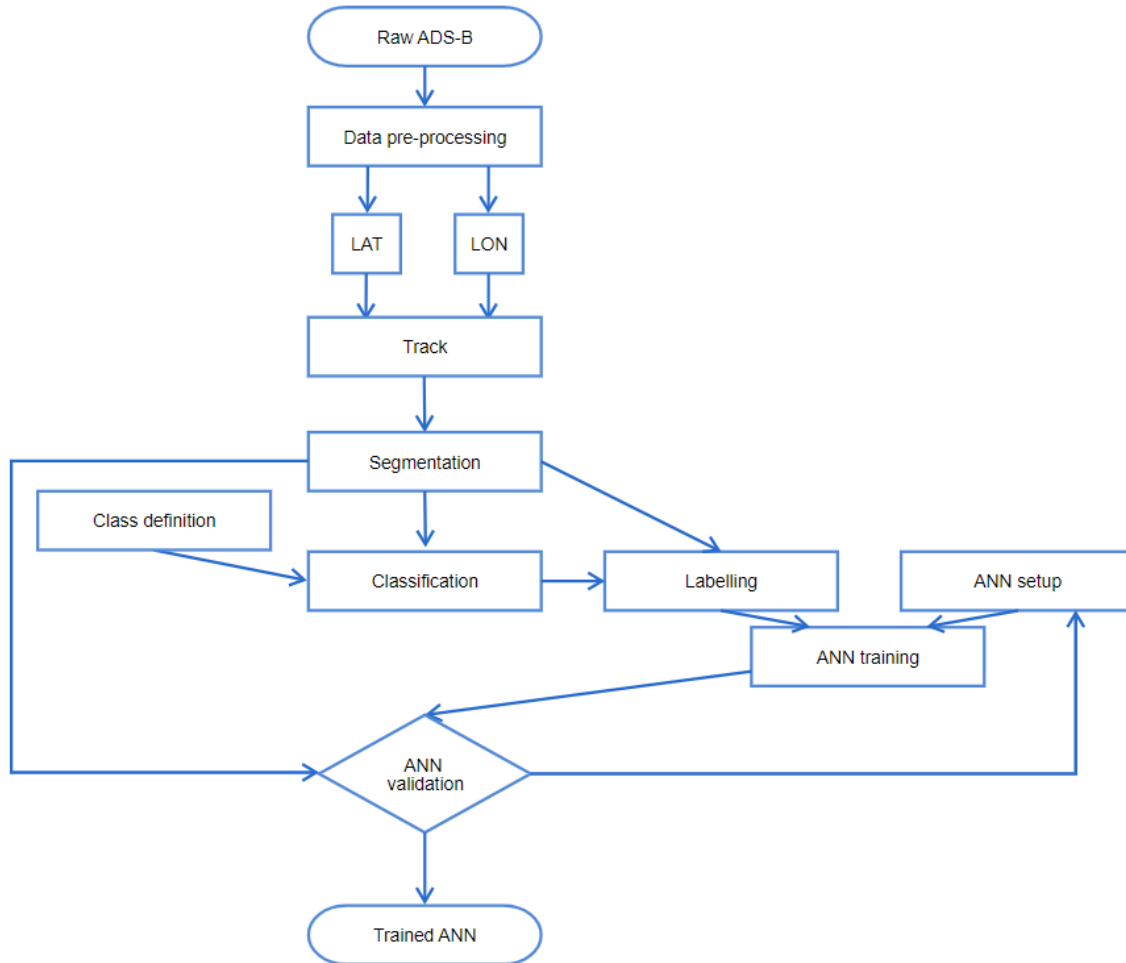 Raw ADS-B
Data pre-processing
LAT
LON
Track
Segmentation
Class definition
Classification
Labelling
ANN setup
ANN training
ANN
validation
Trained ANN